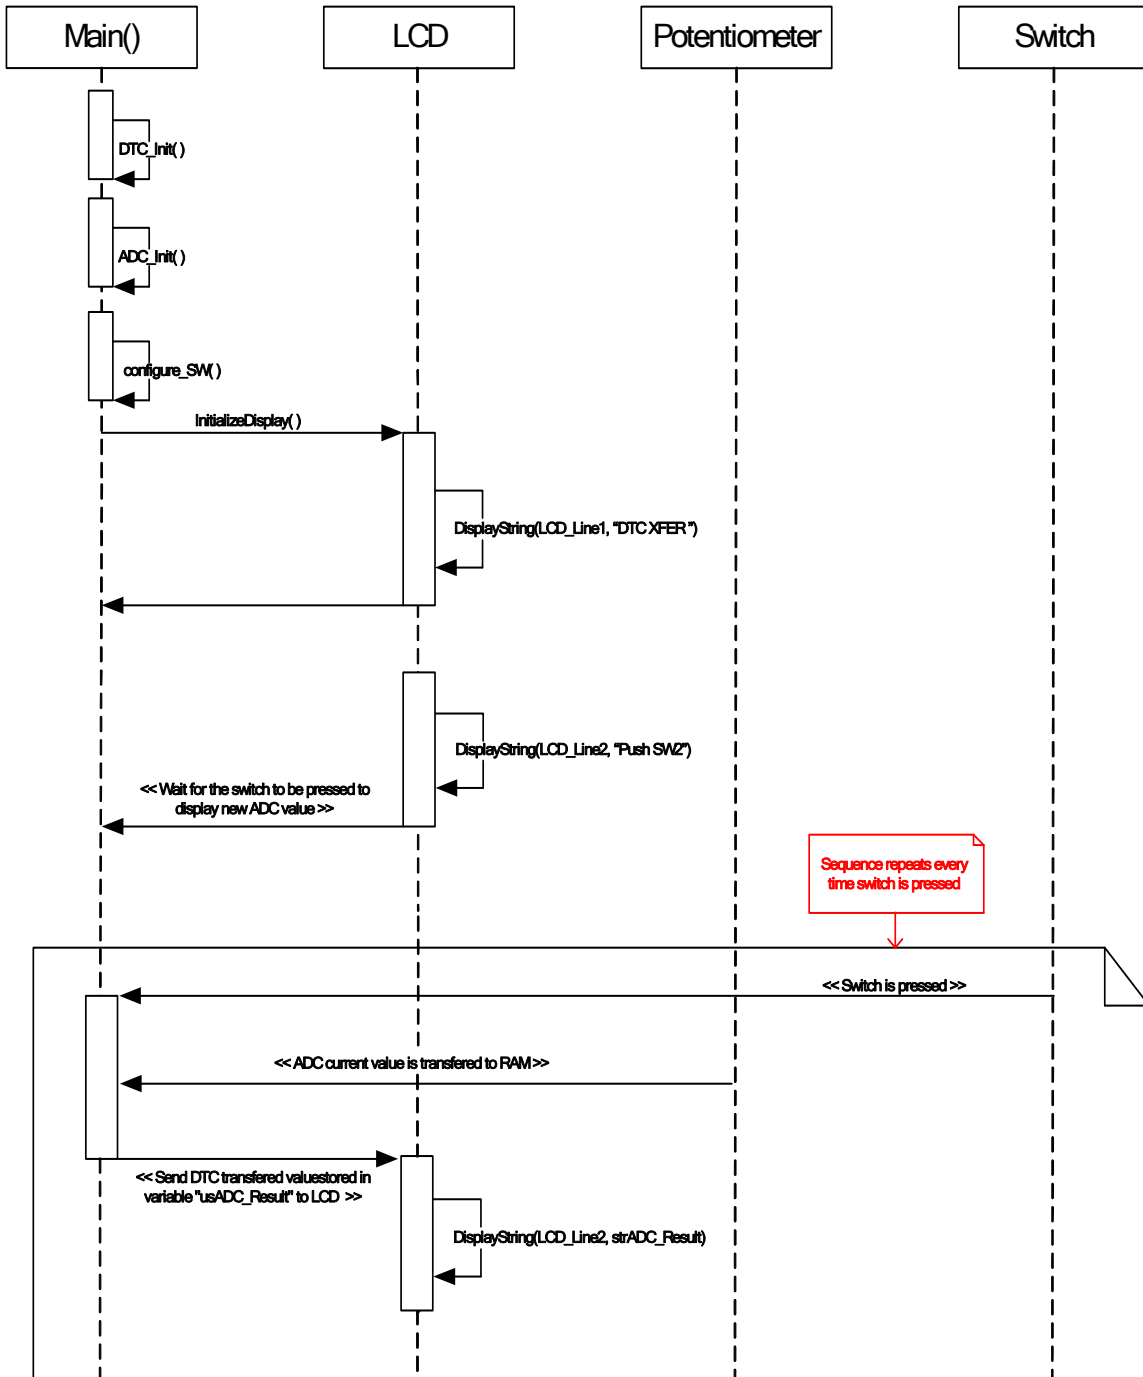 Main()
LCD
Potentiometer
Switch
DTC_Init( )
ADC_Init( )
configure_SW( )
InitializeDisplay( )
DisplayString(LCD_Line1, “DTC XFER ”)
DisplayString(LCD_Line2, “Push SW2”)
<< Wait for the switch to be pressed to
display new ADC value >>
Sequence repeats every
time switch is pressed
<< Switch is pressed >>
<< ADC current value is transfered to RAM >>
<< Send DTC transfered valuestored in
variable "usADC_Result" to LCD >>
DisplayString(LCD_Line2, strADC_Result)